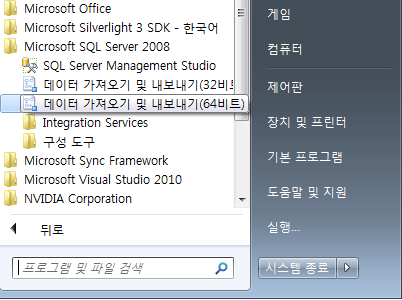 Microsoft Office
Microsoft Silverlight 3 SDK - 한국어
Microsoft SQL Server 2008
SQL Server Management Studio
데이터 가져오기 및 내보내기(32비트
데이터 가져오기 및 내보내기(64비트)
Integration Services
구성 도구
Microsoft Sync Framework
Microsoft Visual Studio 2010
NVIDIA Corporation
뒤로
프로그램 및 파일 검색
게임
컴퓨터
제어판
장치 및 프린터
기본 프로그램
도움말 및 지원
실행...
시스템 종료